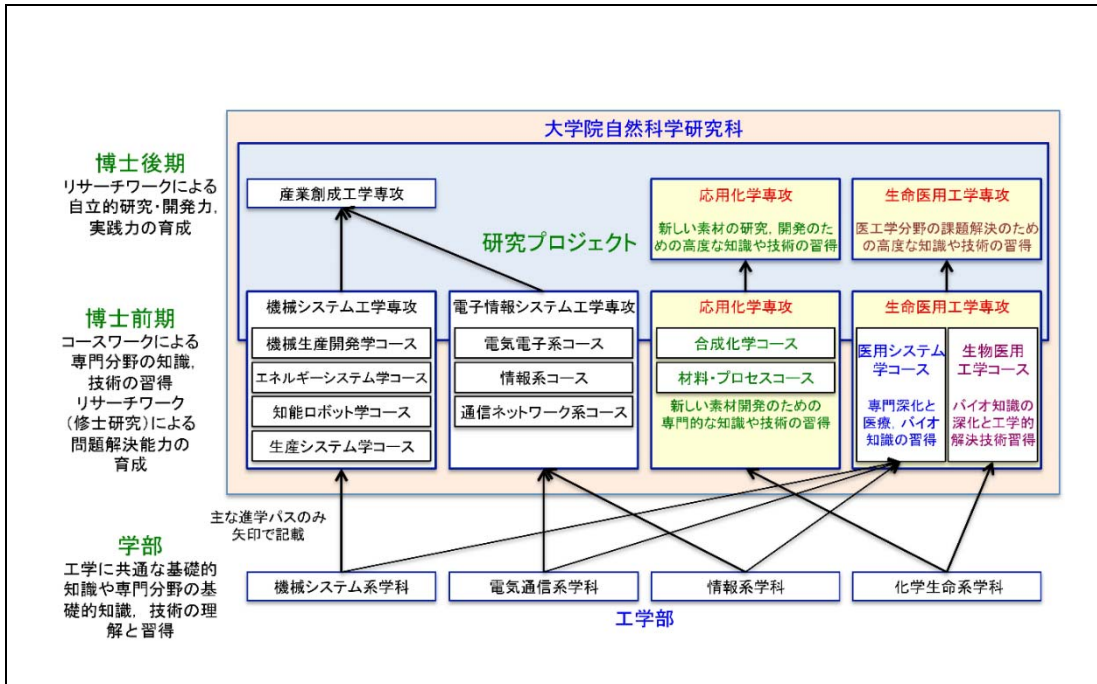 大学院自然科学研究科
博士後期
リサーチワークによる
自立的研究・開発力,
実践力の育成
産業創成工学専攻
研究プロジェクト
応用化学専攻
新しい素材の研究, 開発のた
めの高度な知識や技術の習得
生命医用工学専攻
医工学分野の課題解決のため
の高度な知識や技術の習得
博士前期
コースワークによる
専門分野の知識,
技術の習得
リサーチワーク
(修士研究)による
問題解決能力の
育成
機械システム工学専攻
機械生産開発学コース
エネルギーシステム学コース
知能ロボット学コース
生産システム学コース
電子情報システム工学専攻
電気電子系コース
情報系コース
通信ネットワーク系コース
応用化学専攻
合成化学コース
材料・プロセスコース
新しい素材開発のための
専門的な知識や技術の習得
生命医用工学専攻
医用システム
学コース
専門深化と
医療, バイオ
知識の習得
生物医用
工学コース
バイオ知識の
深化と工学的
解決技術習得
主な進学パスのみ
矢印で記載
学部
工学に共通な基礎的
知識や専門分野の基
礎的知識, 技術の理
解と習得
機械システム系学科
電気通信系学科
情報系学科
化学生命系学科
工学部